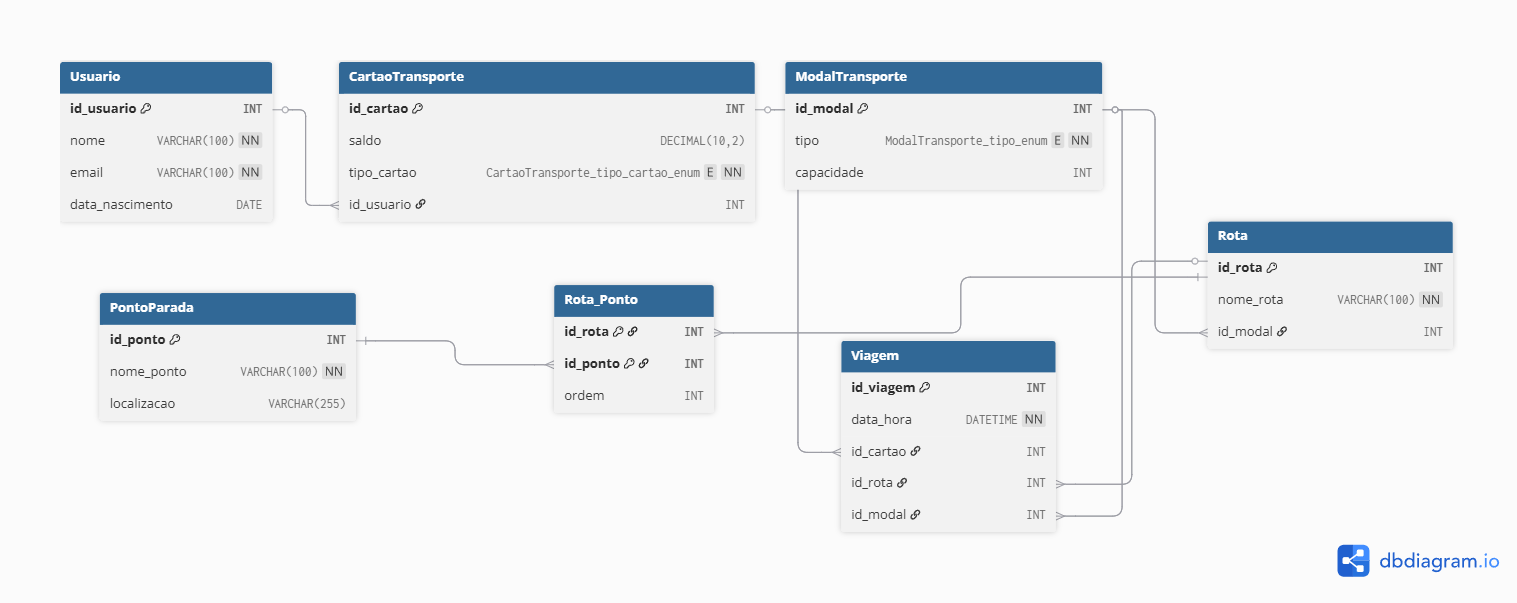 Usuario
id_usuario INT
nome VARCHAR(100) NN
email VARCHAR(100) NN
data_nascimento DATE
CartaoTransporte
id_cartao INT
saldo DECIMAL(10,2)
tipo_cartao CartaoTransporte_tipo_cartao_enum E NN
id_usuario INT
ModalTransporte
id_modal INT
tipo ModalTransporte_tipo_enum E NN
capacidade INT
Rota
id_rota INT
nome_rota VARCHAR(100) NN
id_modal INT
PontoParada
id_ponto INT
nome_ponto VARCHAR(100) NN
localizacao VARCHAR(255)
Rota_Ponto
id_rota INT
id_ponto INT
ordem INT
Viagem
id_viagem INT
data_hora DATETIME NN
id_cartao INT
id_rota INT
id_modal INT
dbdiagram.io